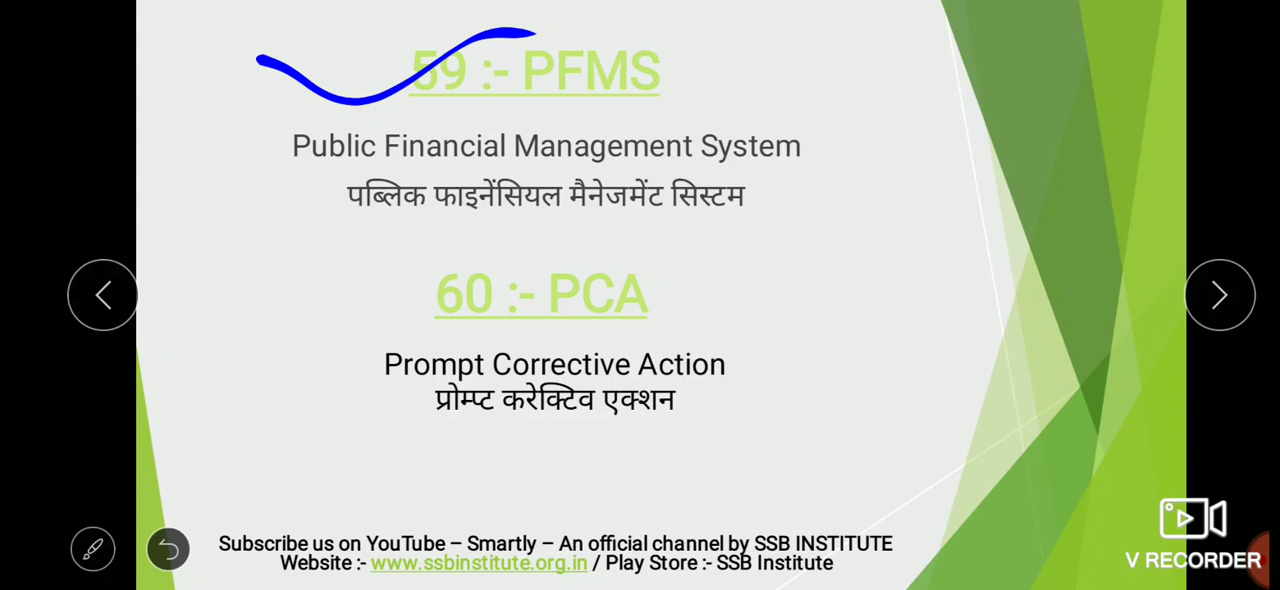 59 :- PFMS
Public Financial Management System
पब्लिक फाइनेंसियल मैनेजमेंट सिस्टम
60 :- PCA
Prompt Corrective Action
प्रोम्प्ट करेक्टिव एक्शन
Subscribe us on YouTube – Smartly – An official channel by SSB INSTITUTE
Website :- www.ssbinstitute.org.in / Play Store :- SSB Institute
V RECORDER